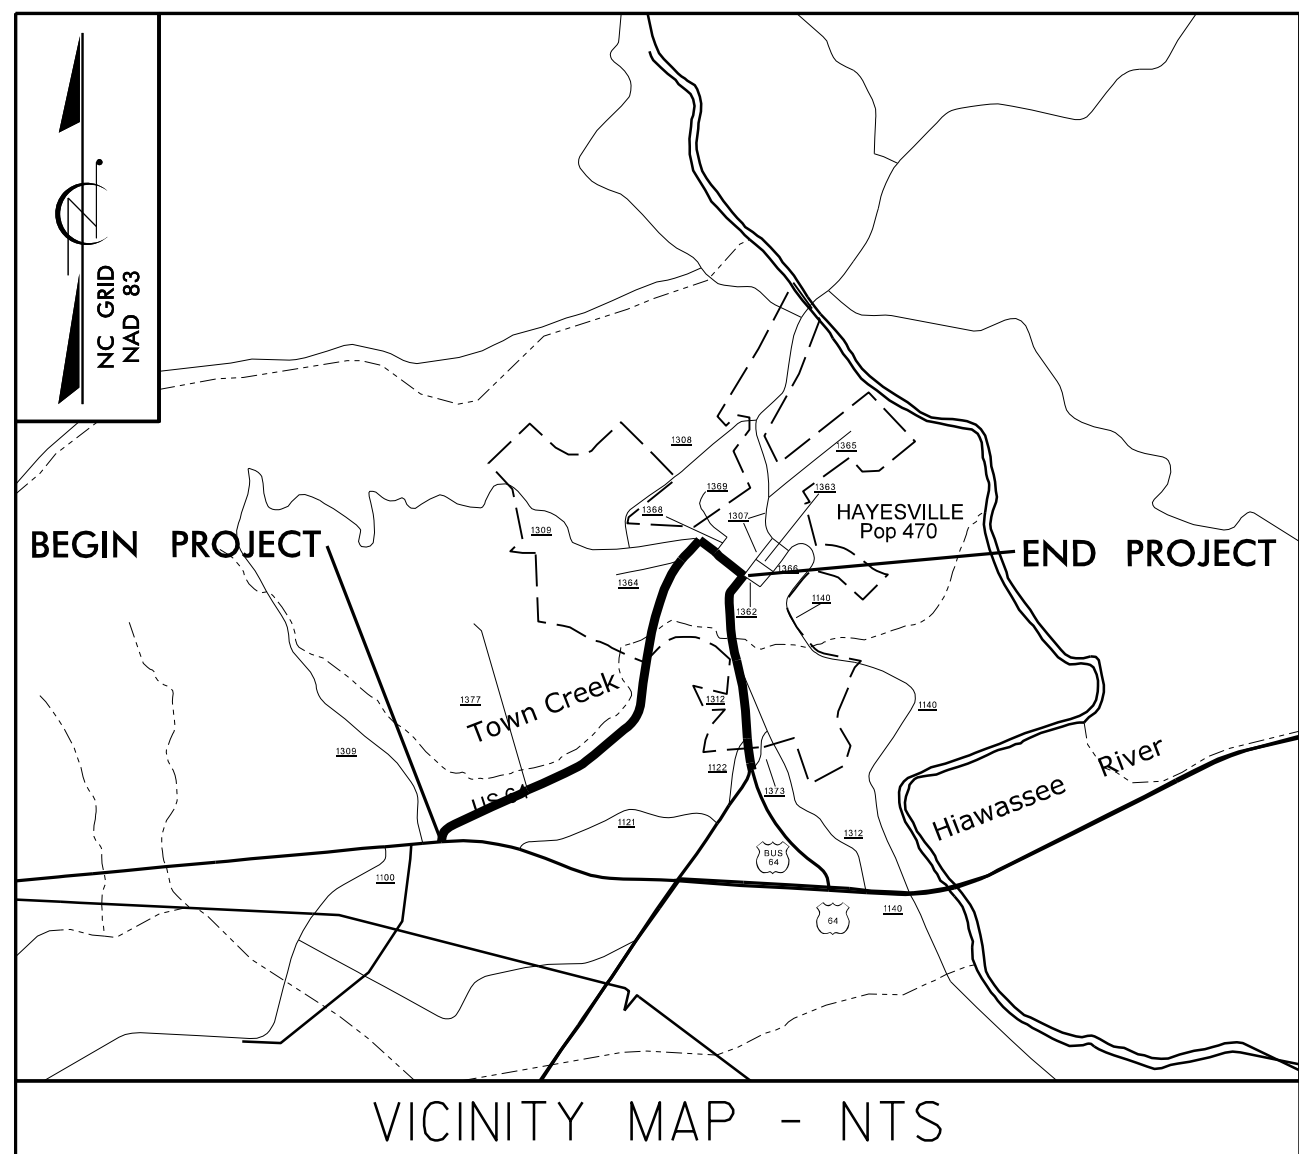 NC GRID
NAD 83
1308
1365
1369
1363
1368
1307
HAYESVILLE
Pop 470
1309
BEGIN PROJECT
END PROJECT
1366
1364
1362
1140
1377
Town Creek
1312
1140
1309
1122
Hiawassee River
1373
US 64
1121
1312
BUS
64
1100
1140
64
VICINITY MAP - NTS